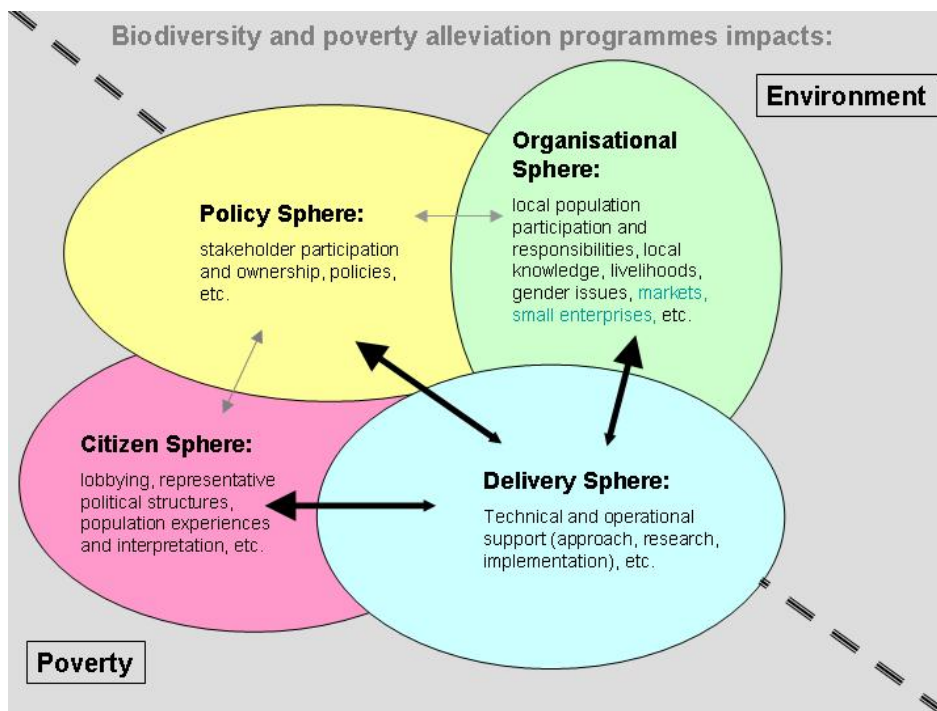 Biodiversity and poverty alleviation programmes impacts:
Environment
Organisational
Sphere:
local population
participation and
responsibilities, local
knowledge, livelihoods,
gender issues, markets,
small enterprises, etc.
Policy Sphere:
stakeholder participation
and ownership, policies,
etc.
Citizen Sphere:
lobbying, representative
political structures,
population experiences
and interpretation, etc.
Delivery Sphere:
Technical and operational
support (approach, research,
implementation), etc.
Poverty